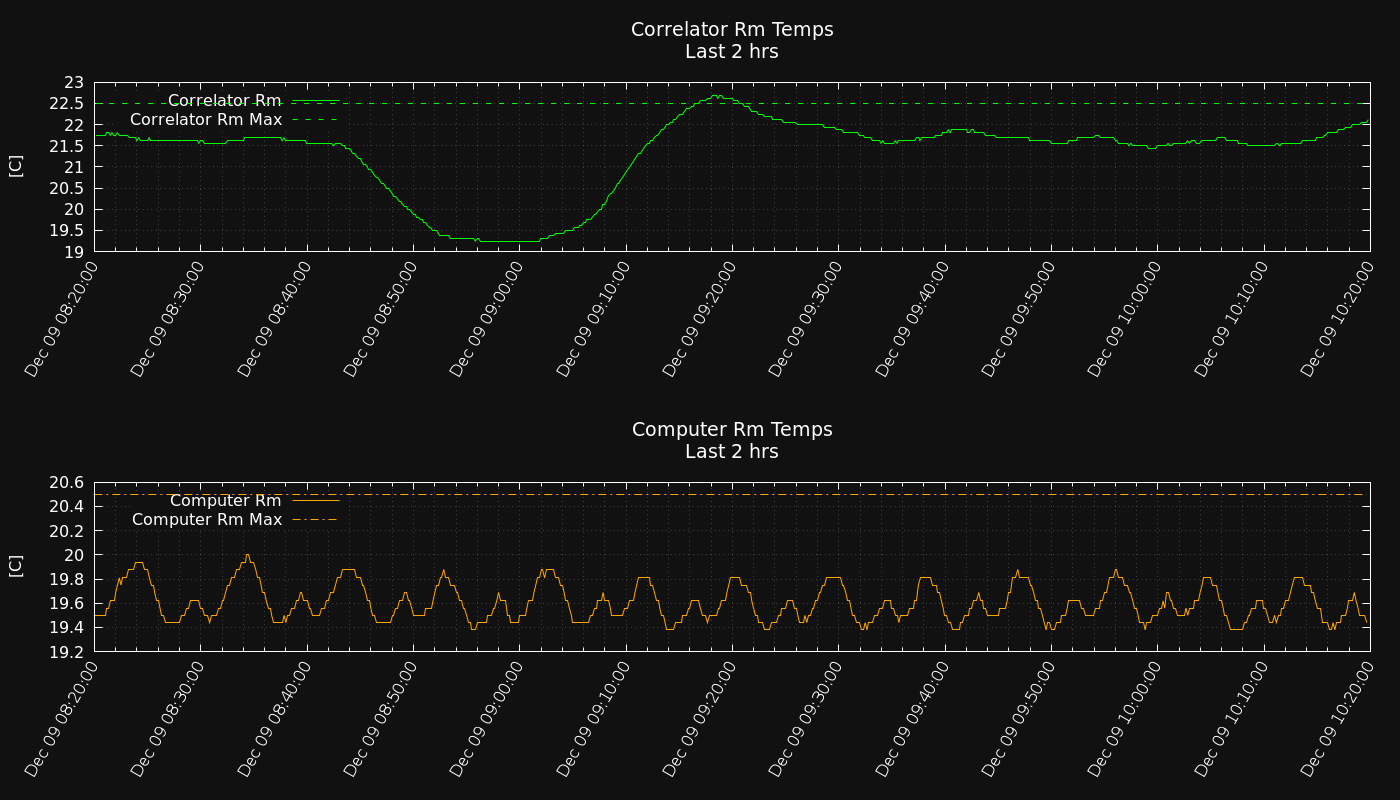 Correlator Rm Temps
Last 2 hrs
23
22.5
22
21.5
21
20.5
20
19.5
19
[C]
Correlator Rm
Correlator Rm Max
Dec 09 08:20:00
Dec 09 08:30:00
Dec 09 08:40:00
Dec 09 08:50:00
Dec 09 09:00:00
Dec 09 09:10:00
Dec 09 09:20:00
Dec 09 09:30:00
Dec 09 09:40:00
Dec 09 09:50:00
Dec 09 10:00:00
Dec 09 10:10:00
Dec 09 10:20:00
Computer Rm Temps
Last 2 hrs
20.6
20.4
20.2
20
19.8
19.6
19.4
19.2
[C]
Computer Rm
Computer Rm Max
Dec 09 08:20:00
Dec 09 08:30:00
Dec 09 08:40:00
Dec 09 08:50:00
Dec 09 09:00:00
Dec 09 09:10:00
Dec 09 09:20:00
Dec 09 09:30:00
Dec 09 09:40:00
Dec 09 09:50:00
Dec 09 10:00:00
Dec 09 10:10:00
Dec 09 10:20:00